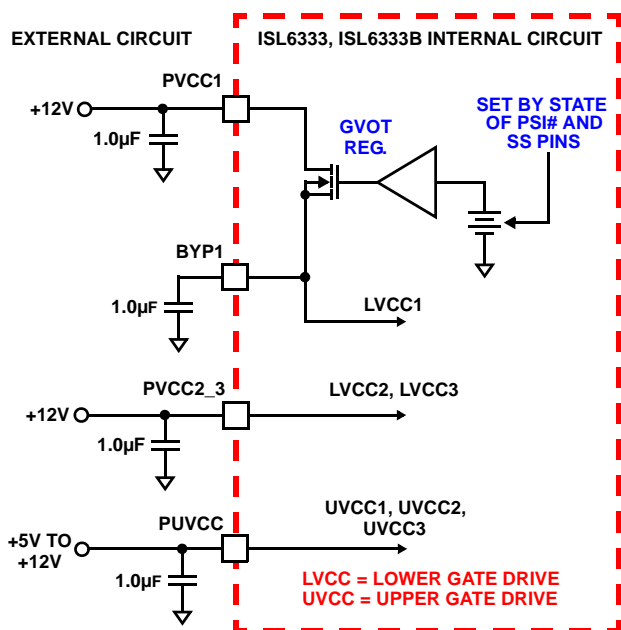 EXTERNAL CIRCUIT
ISL6333, ISL6333B INTERNAL CIRCUIT
PVCC1
+12V
1.0µF
GVOT
REG.
SET BY STATE
OF PSI# AND
SS PINS
BYP1
1.0µF
LVCC1
PVCC2_3
+12V
1.0µF
LVCC2, LVCC3
PUVCC
+5V TO
+12V
1.0µF
UVCC1, UVCC2,
UVCC3
LVCC = LOWER GATE DRIVE
UVCC = UPPER GATE DRIVE